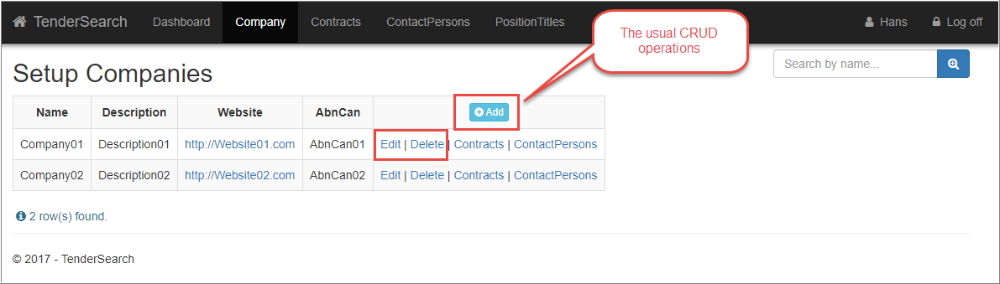 TenderSearch Dashboard Company Contracts ContactPersons PositionTitles Hans Log off
The usual CRUD
operations
Search by name...
Setup Companies
Name Description Website AbnCan Add
Company01 Description01 http://Website01.com AbnCan01 Edit | Delete | Contracts | ContactPersons
Company02 Description02 http://Website02.com AbnCan02 Edit | Delete | Contracts | ContactPersons
2 row(s) found.
© 2017 - TenderSearch